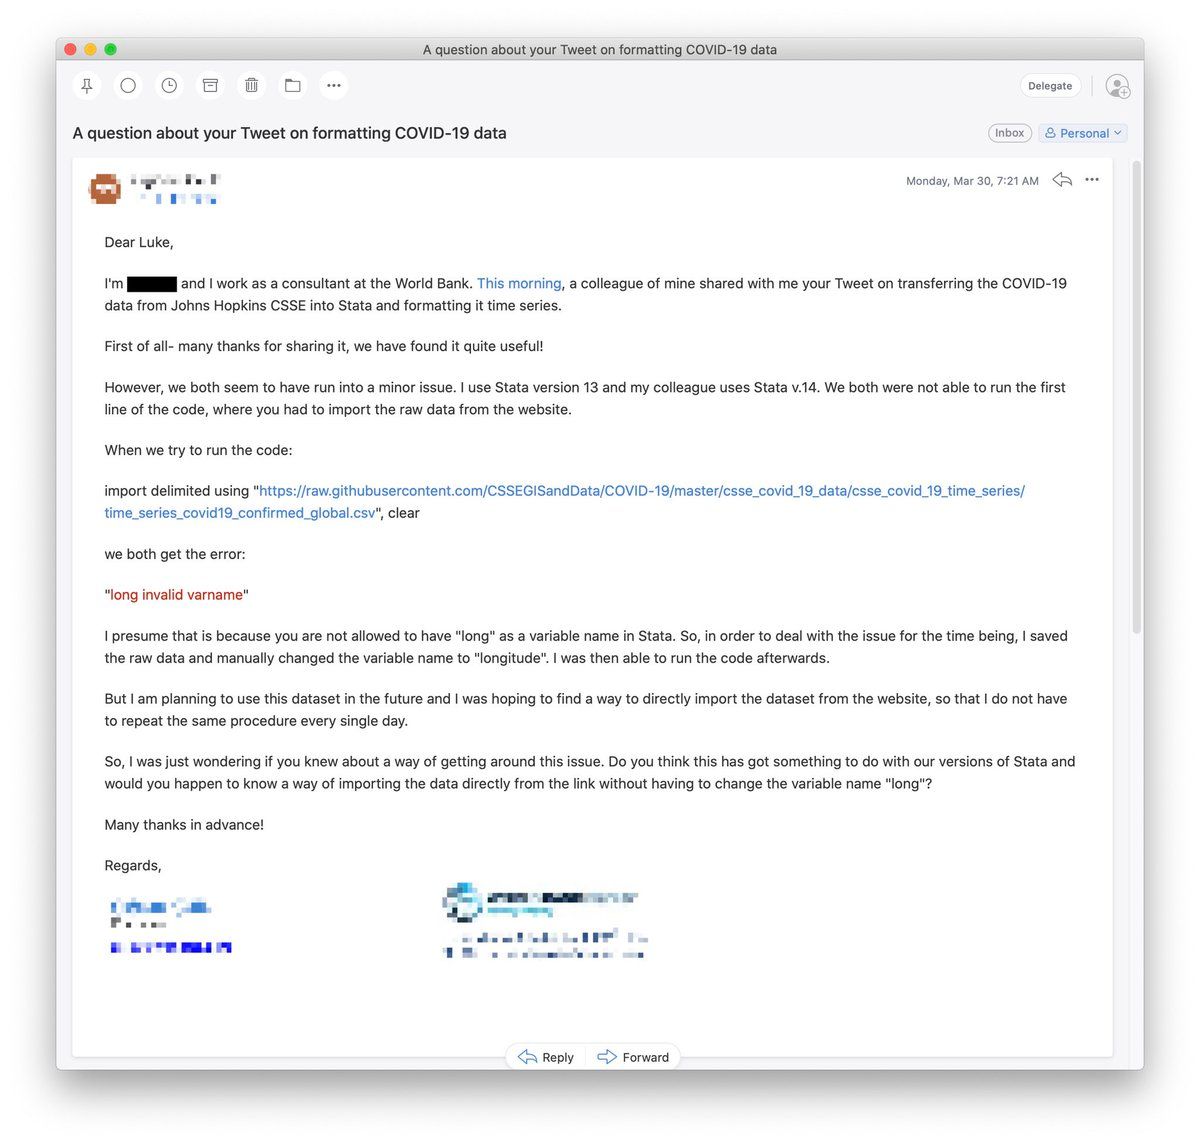 A question about your Tweet on formatting COVID-19 data
Delegate
A question about your Tweet on formatting COVID-19 data
Inbox
Personal
Monday, Mar 30, 7:21 AM
Dear Luke,
I'm and I work as a consultant at the World Bank. This morning, a colleague of mine shared with me your Tweet on transferring the COVID-19
data from Johns Hopkins CSSE into Stata and formatting it time series.
First of all- many thanks for sharing it, we have found it quite useful!
However, we both seem to have run into a minor issue. I use Stata version 13 and my colleague uses Stata v.14. We both were not able to run the first
line of the code, where you had to import the raw data from the website.
When we try to run the code:
import delimited using "https://raw.githubusercontent.com/CSSEGISandData/COVID-19/master/csse_covid_19_data/csse_covid_19_time_series/
time_series_covid19_confirmed_global.csv", clear
we both get the error:
"long invalid varname"
I presume that is because you are not allowed to have "long" as a variable name in Stata. So, in order to deal with the issue for the time being, I saved
the raw data and manually changed the variable name to "longitude". I was then able to run the code afterwards.
But I am planning to use this dataset in the future and I was hoping to find a way to directly import the dataset from the website, so that I do not have
to repeat the same procedure every single day.
So, I was just wondering if you knew about a way of getting around this issue. Do you think this has got something to do with our versions of Stata and
would you happen to know a way of importing the data directly from the link without having to change the variable name "long"?
Many thanks in advance!
Regards,
Reply
Forward